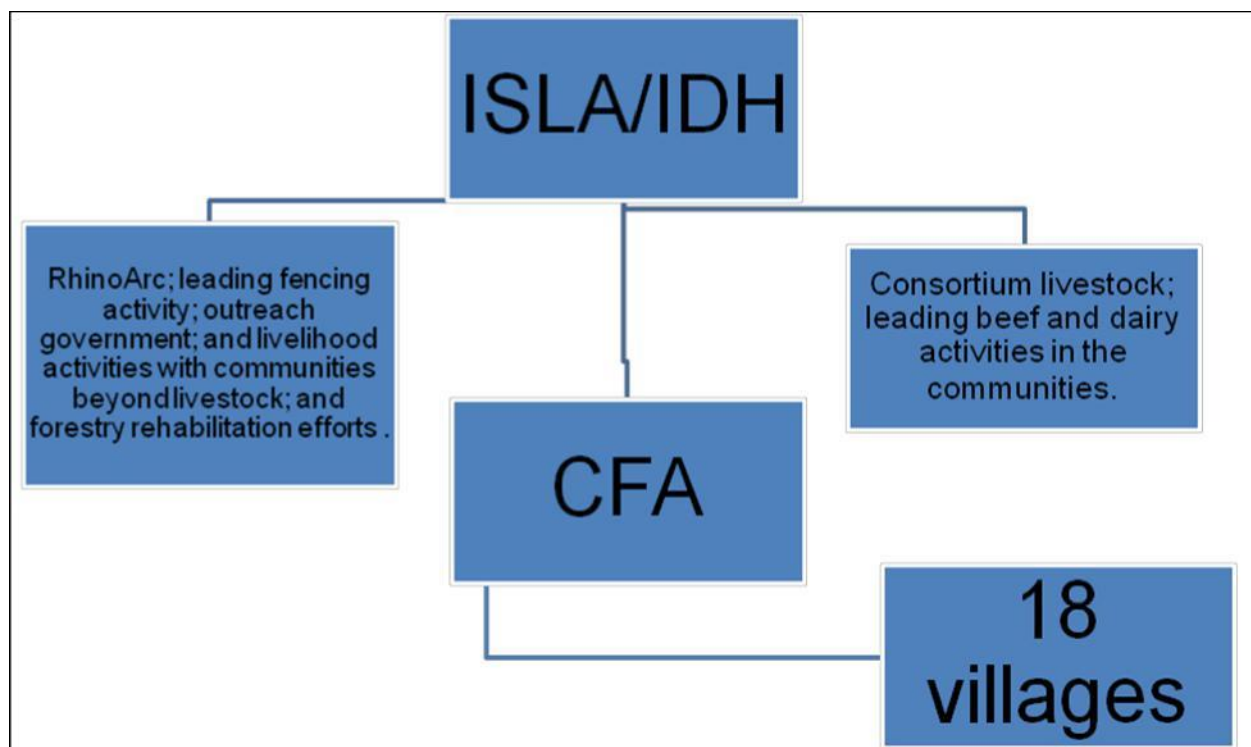 ISLA/IDH
RhinoArc; leading fencing
activity; outreach
government; and livelihood
activities with communities
beyond livestock; and
forestry rehabilitation efforts .
Consortium livestock;
leading beef and dairy
activities in the
communities.
CFA
18
villages